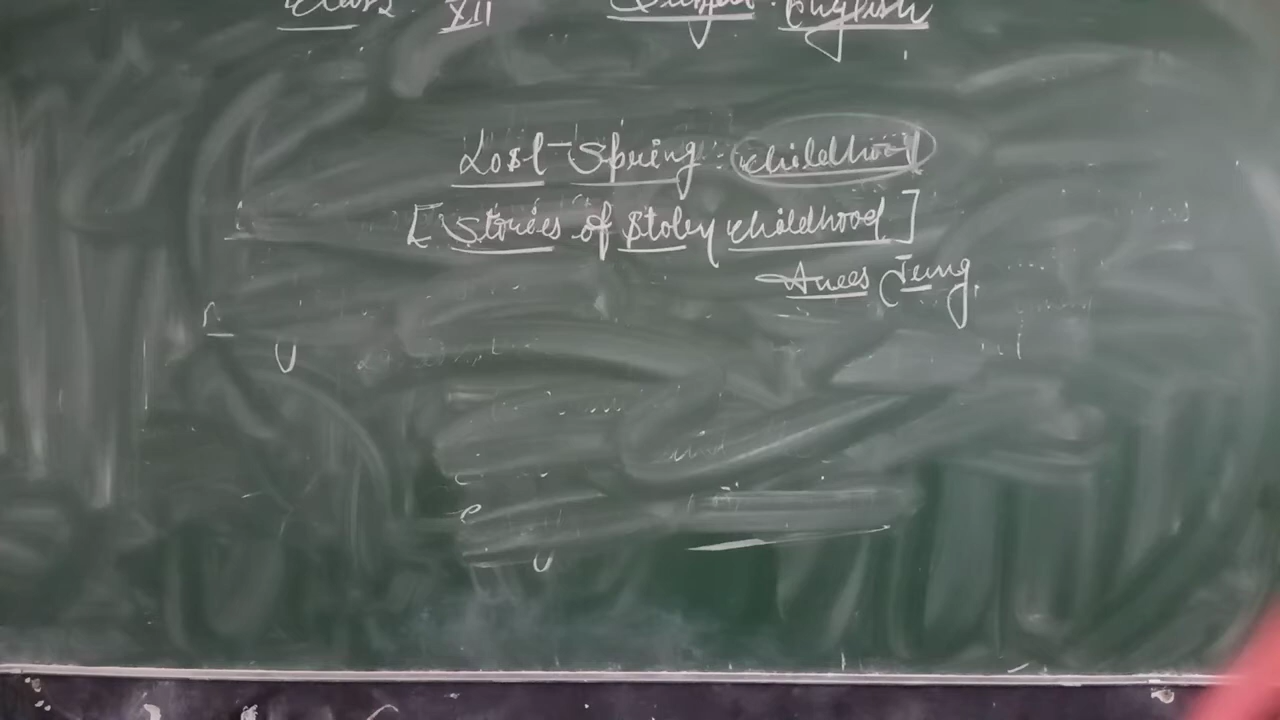 Class XII Subject: English
Lost-Spring: childhood
[Stories of Stolen childhood]
Anees Jung.